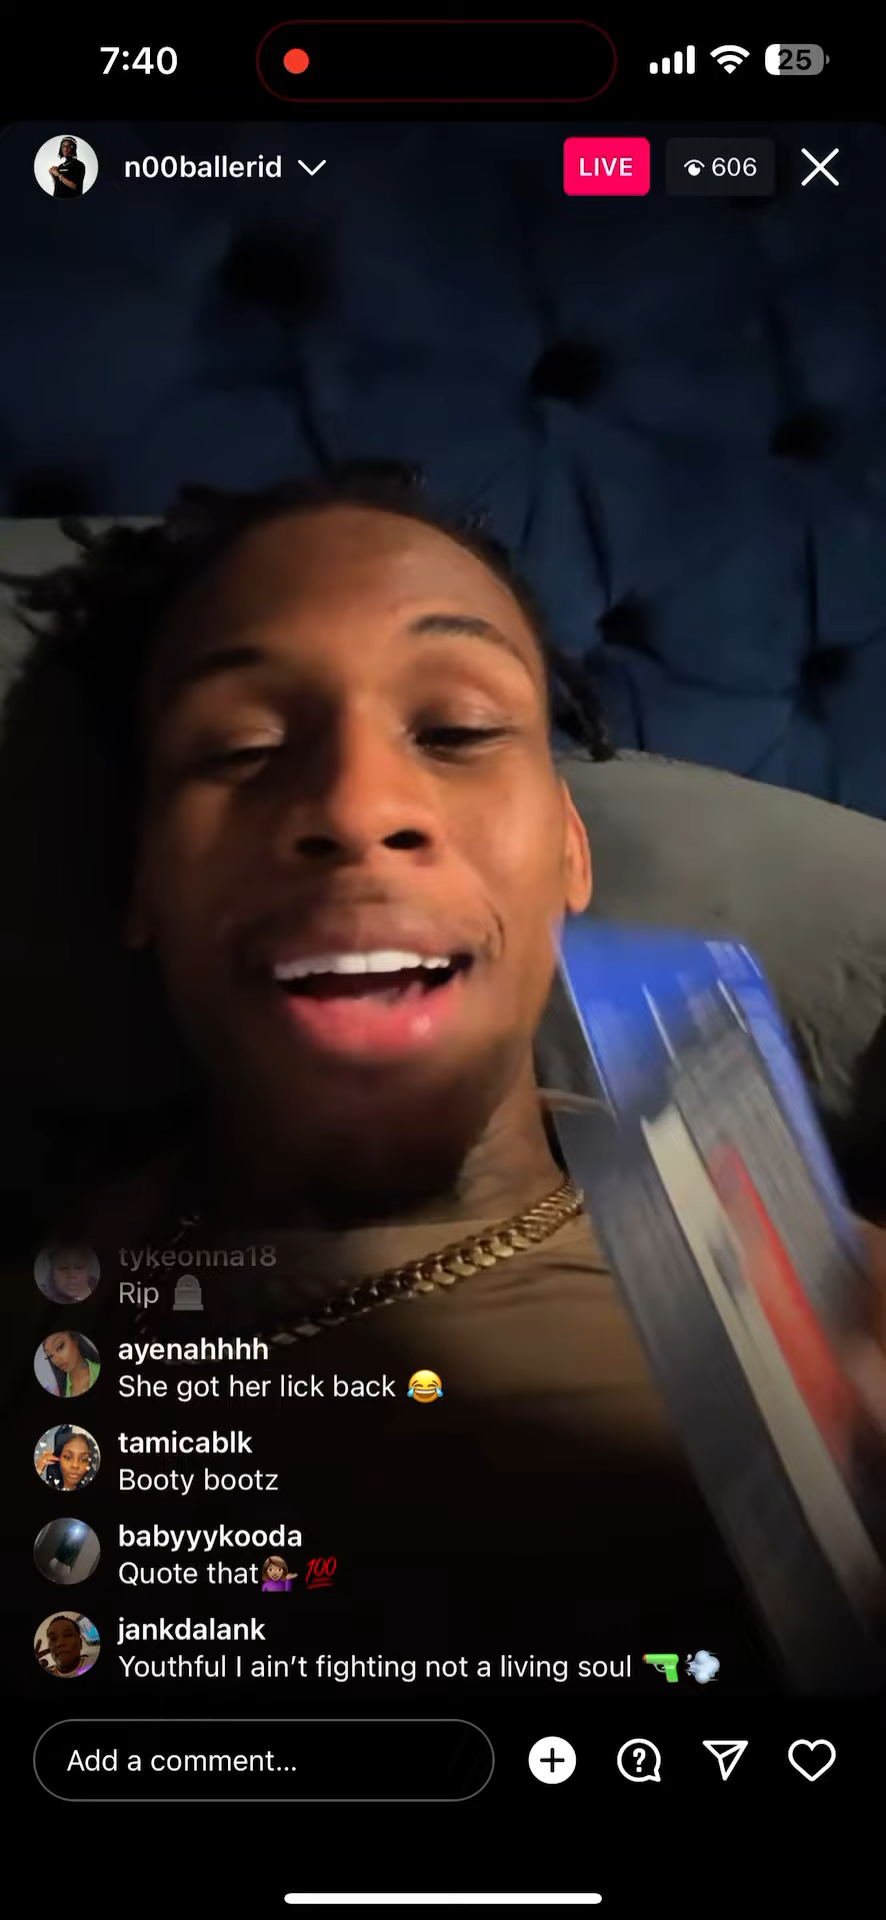 7:40
25
n00ballerid
LIVE
606
tykeonna18
Rip 🪦
ayenahhhh
She got her lick back 😂
tamicablk
Booty bootz
babyyykooda
Quote that💁🏽‍♀️ 💯
jankdalank
Youthful I ain’t fighting not a living soul 🔫💨
Add a comment...